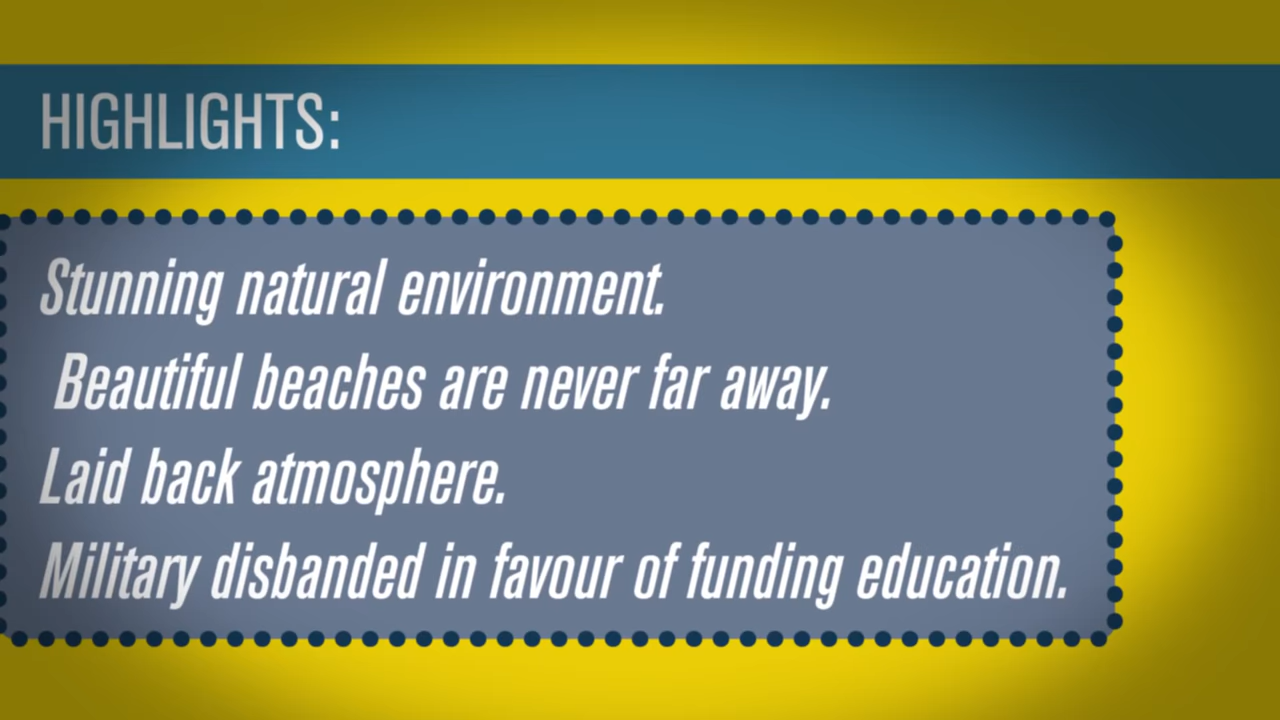 HIGHLIGHTS:
Stunning natural environment.
Beautiful beaches are never far away.
Laid back atmosphere.
Military disbanded in favour of funding education.